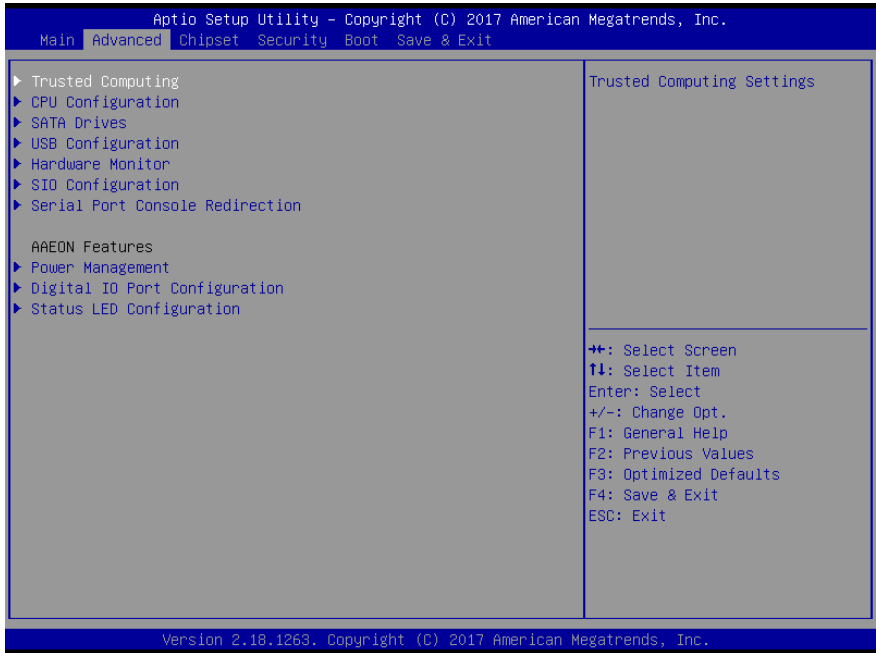 Aptio Setup Utility – Copyright (C) 2017 American Megatrends, Inc.
Main Advanced Chipset Security Boot Save & Exit
Trusted Computing
CPU Configuration
SATA Drives
USB Configuration
Hardware Monitor
SIO Configuration
Serial Port Console Redirection
AAEON Features
Power Management
Digital IO Port Configuration
Status LED Configuration
Trusted Computing Settings
→←: Select Screen
↑↓: Select Item
Enter: Select
+/-: Change Opt.
F1: General Help
F2: Previous Values
F3: Optimized Defaults
F4: Save & Exit
ESC: Exit
Version 2.18.1263. Copyright (C) 2017 American Megatrends, Inc.